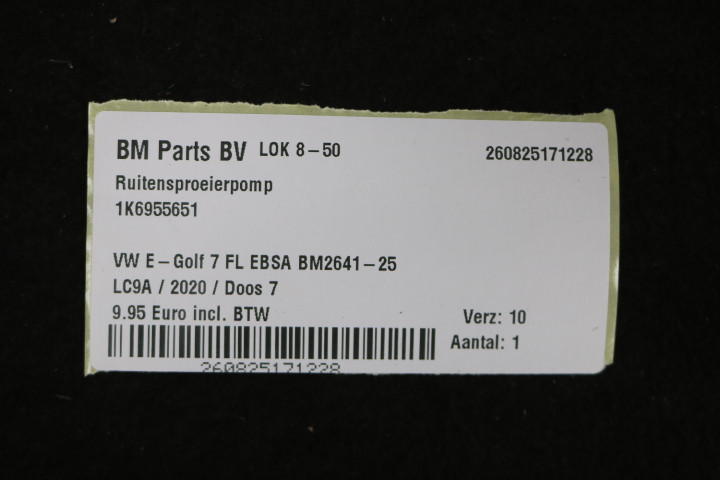 BM Parts BV LOK 8-50 260825171228
Ruitensproeierpomp
1K6955651
VW E-Golf 7 FL EBSA BM2641-25
LC9A / 2020 / Doos 7
9.95 Euro incl. BTW Verz: 10
Aantal: 1
260825171228